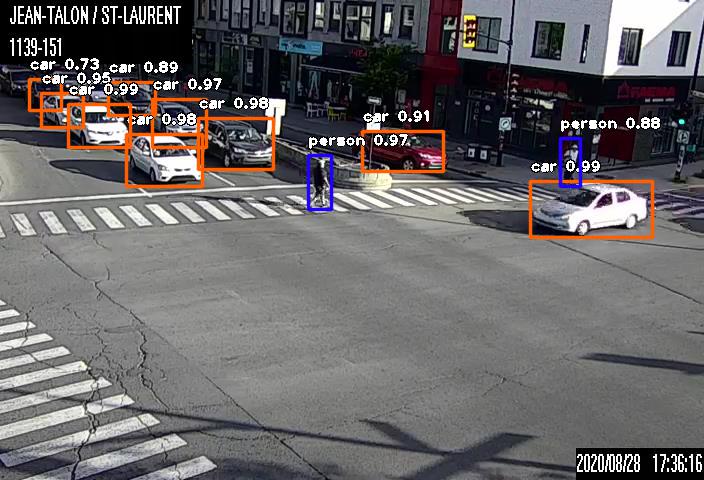 JEAN-TALON / ST-LAURENT
1139-151
car 0.73
car 0.89
car 0.95
car 0.97
car 0.99
car 0.98
car 0.98
car 0.91
person 0.97
person 0.88
car 0.99
2020/08/28 17:36:16